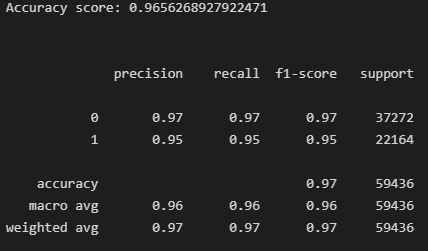 Accuracy score: 0.9656268927922471
precision recall f1-score support
0 0.97 0.97 0.97 37272
1 0.95 0.95 0.95 22164
accuracy 0.97 59436
macro avg 0.96 0.96 0.96 59436
weighted avg 0.97 0.97 0.97 59436